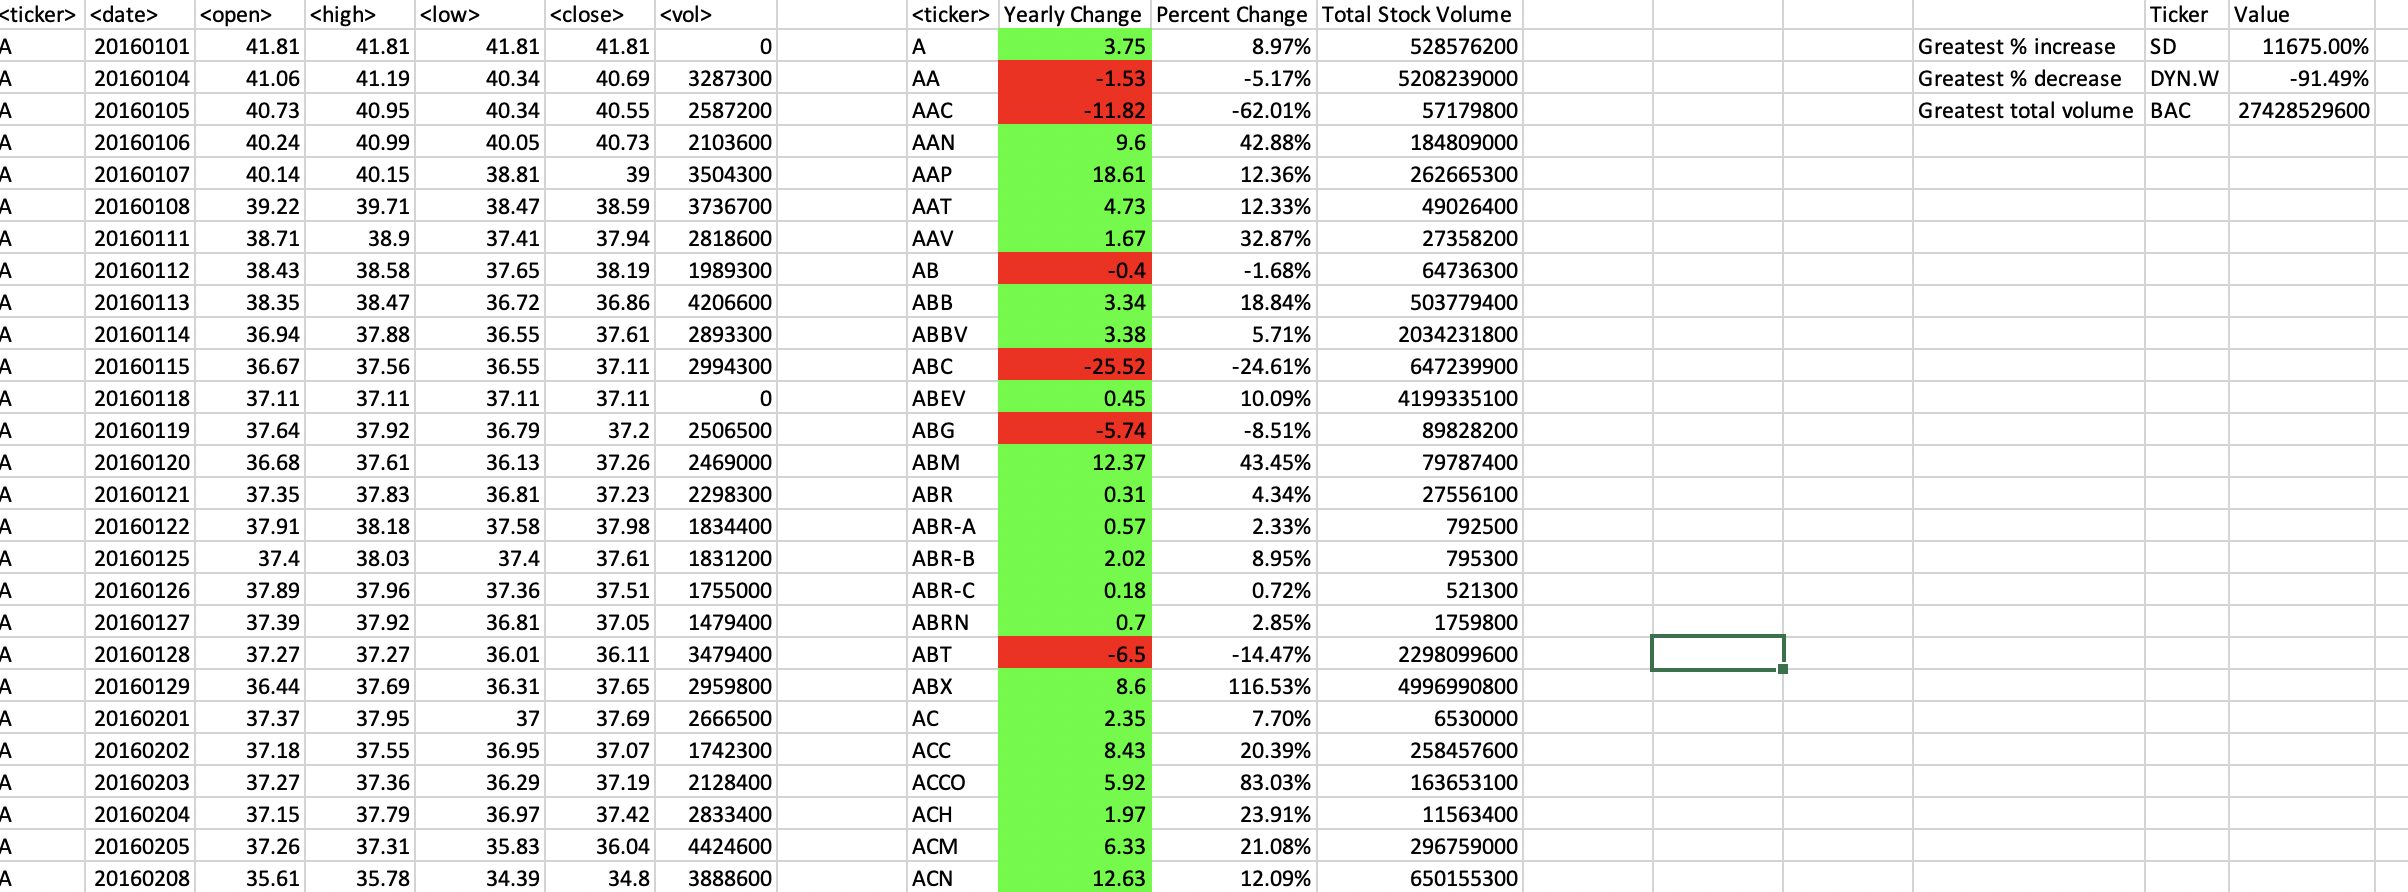 <ticker> <date> <open> <high> <low> <close> <vol> <ticker> Yearly Change Percent Change Total Stock Volume Ticker Value
A 20160101 41.81 41.81 41.81 41.81 0 A 3.75 8.97% 528576200 Greatest % increase SD 11675.00%
A 20160104 41.06 41.19 40.34 40.69 3287300 AA -1.53 -5.17% 5208239000 Greatest % decrease DYN.W -91.49%
A 20160105 40.73 40.95 40.34 40.55 2587200 AAC -11.82 -62.01% 57179800 Greatest total volume BAC 27428529600
A 20160106 40.24 40.99 40.05 40.73 2103600 AAN 9.6 42.88% 184809000
A 20160107 40.14 40.15 38.81 39 3504300 AAP 18.61 12.36% 262665300
A 20160108 39.22 39.71 38.47 38.59 3736700 AAT 4.73 12.33% 49026400
A 20160111 38.71 38.9 37.41 37.94 2818600 AAV 1.67 32.87% 27358200
A 20160112 38.43 38.58 37.65 38.19 1989300 AB -0.4 -1.68% 64736300
A 20160113 38.35 38.47 36.72 36.86 4206600 ABB 3.34 18.84% 503779400
A 20160114 36.94 37.88 36.55 37.61 2893300 ABBV 3.38 5.71% 2034231800
A 20160115 36.67 37.56 36.55 37.11 2994300 ABC -25.52 -24.61% 647239900
A 20160118 37.11 37.11 37.11 37.11 0 ABEV 0.45 10.09% 4199335100
A 20160119 37.64 37.92 36.79 37.2 2506500 ABG -5.74 -8.51% 89828200
A 20160120 36.68 37.61 36.13 37.26 2469000 ABM 12.37 43.45% 79787400
A 20160121 37.35 37.83 36.81 37.23 2298300 ABR 0.31 4.34% 27556100
A 20160122 37.91 38.18 37.58 37.98 1834400 ABR-A 0.57 2.33% 792500
A 20160125 37.4 38.03 37.4 37.61 1831200 ABR-B 2.02 8.95% 795300
A 20160126 37.89 37.96 37.36 37.51 1755000 ABR-C 0.18 0.72% 521300
A 20160127 37.39 37.92 36.81 37.05 1479400 ABRN 0.7 2.85% 1759800
A 20160128 37.27 37.27 36.01 36.11 3479400 ABT -6.5 -14.47% 2298099600
A 20160129 36.44 37.69 36.31 37.65 2959800 ABX 8.6 116.53% 4996990800
A 20160201 37.37 37.95 37 37.69 2666500 AC 2.35 7.70% 6530000
A 20160202 37.18 37.55 36.95 37.07 1742300 ACC 8.43 20.39% 258457600
A 20160203 37.27 37.36 36.29 37.19 2128400 ACCO 5.92 83.03% 163653100
A 20160204 37.15 37.79 36.97 37.42 2833400 ACH 1.97 23.91% 11563400
A 20160205 37.26 37.31 35.83 36.04 4424600 ACM 6.33 21.08% 296759000
A 20160208 35.61 35.78 34.39 34.8 3888600 ACN 12.63 12.09% 650155300